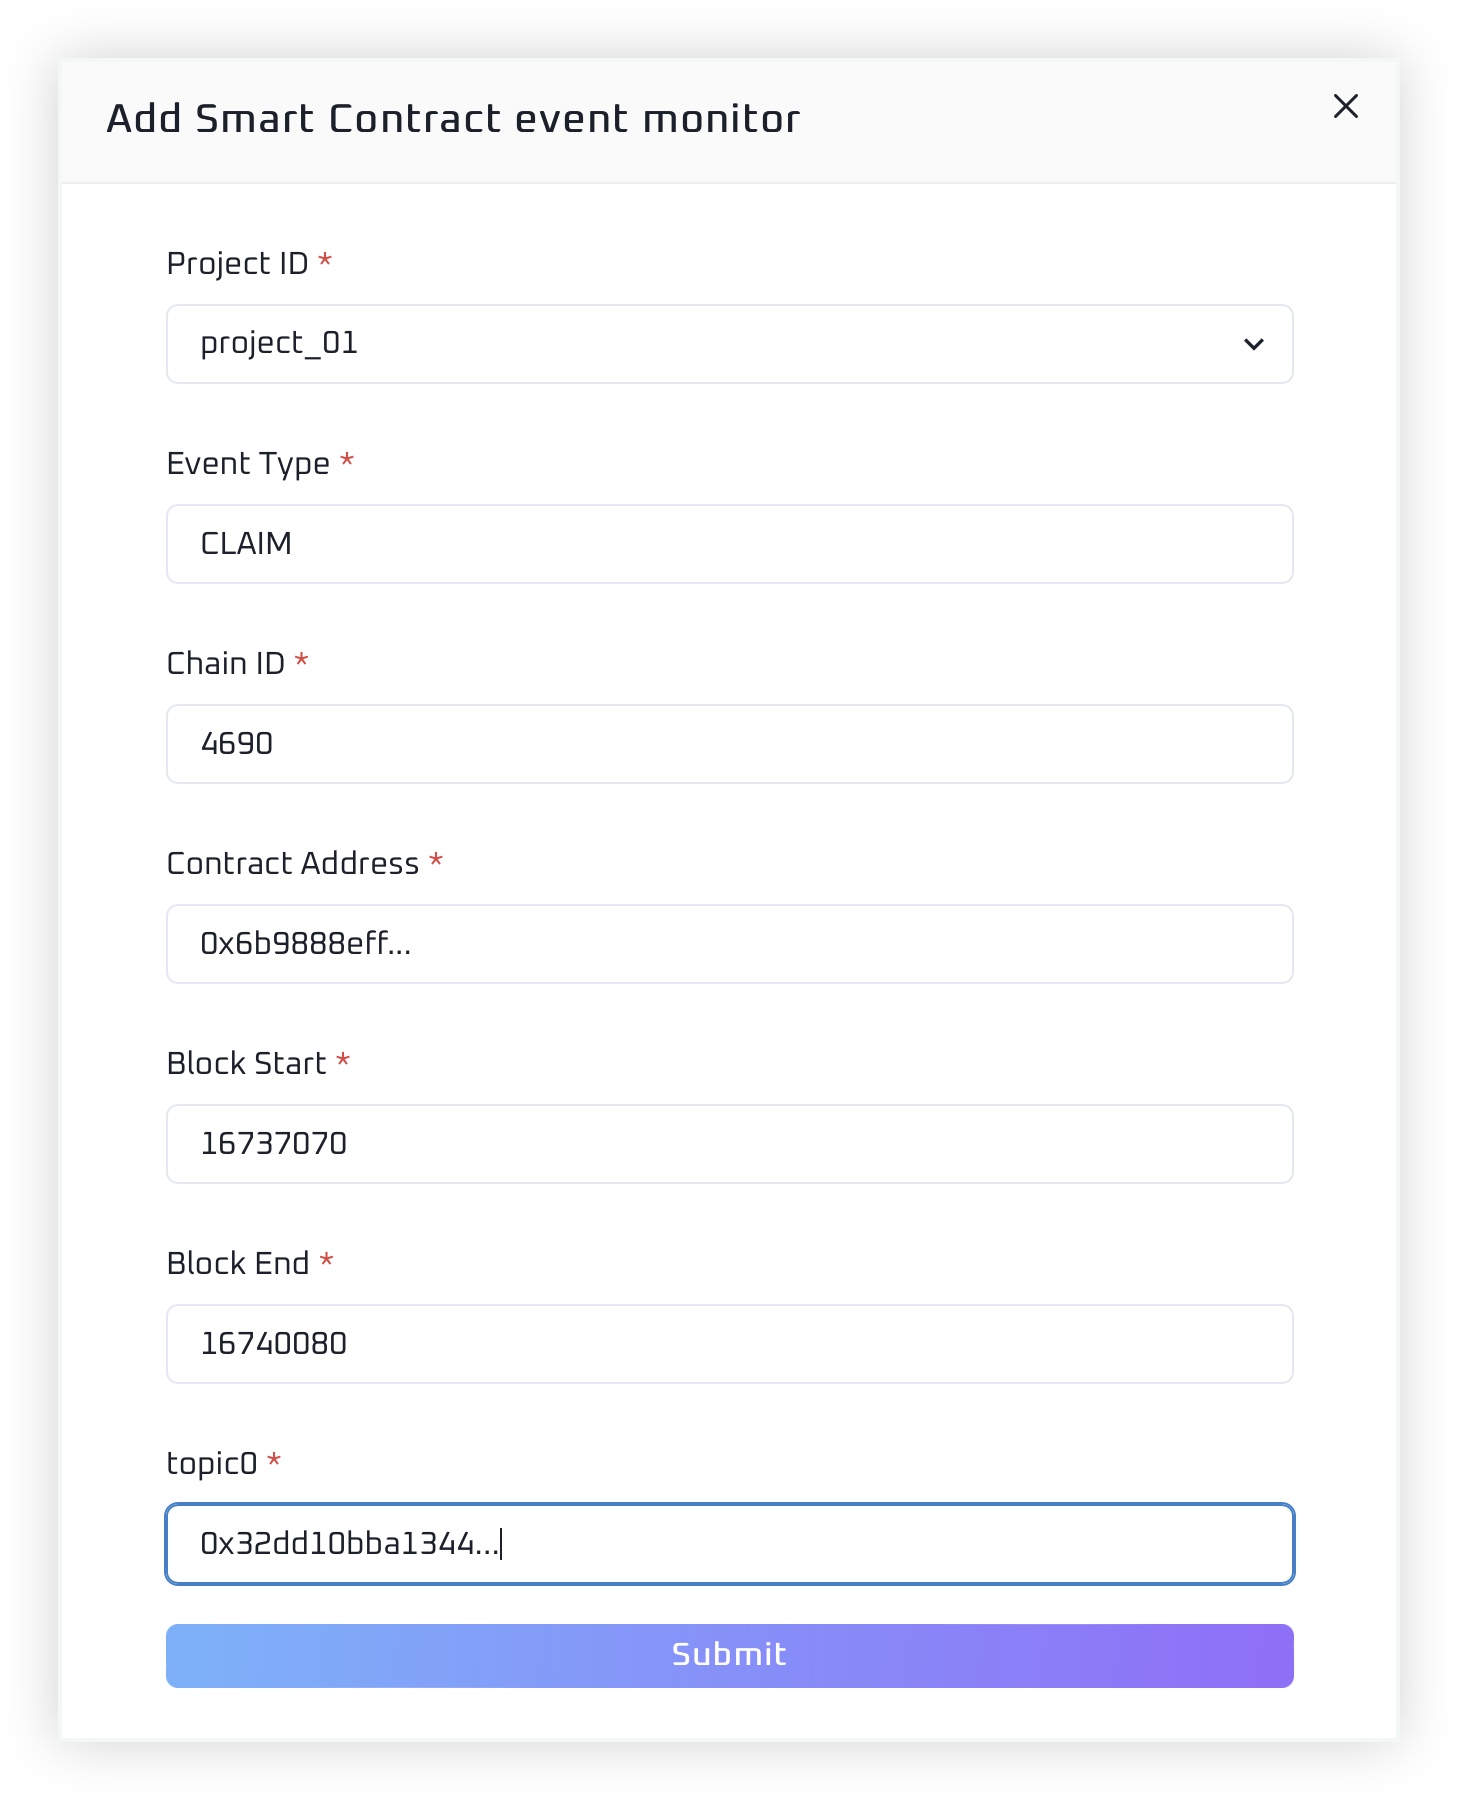 Add Smart Contract event monitor
Project ID *
project_01
Event Type *
CLAIM
Chain ID *
4690
Contract Address *
0x6b9888eff...
Block Start *
16737070
Block End *
16740080
topic0 *
0x32dd10bba1344...
Submit